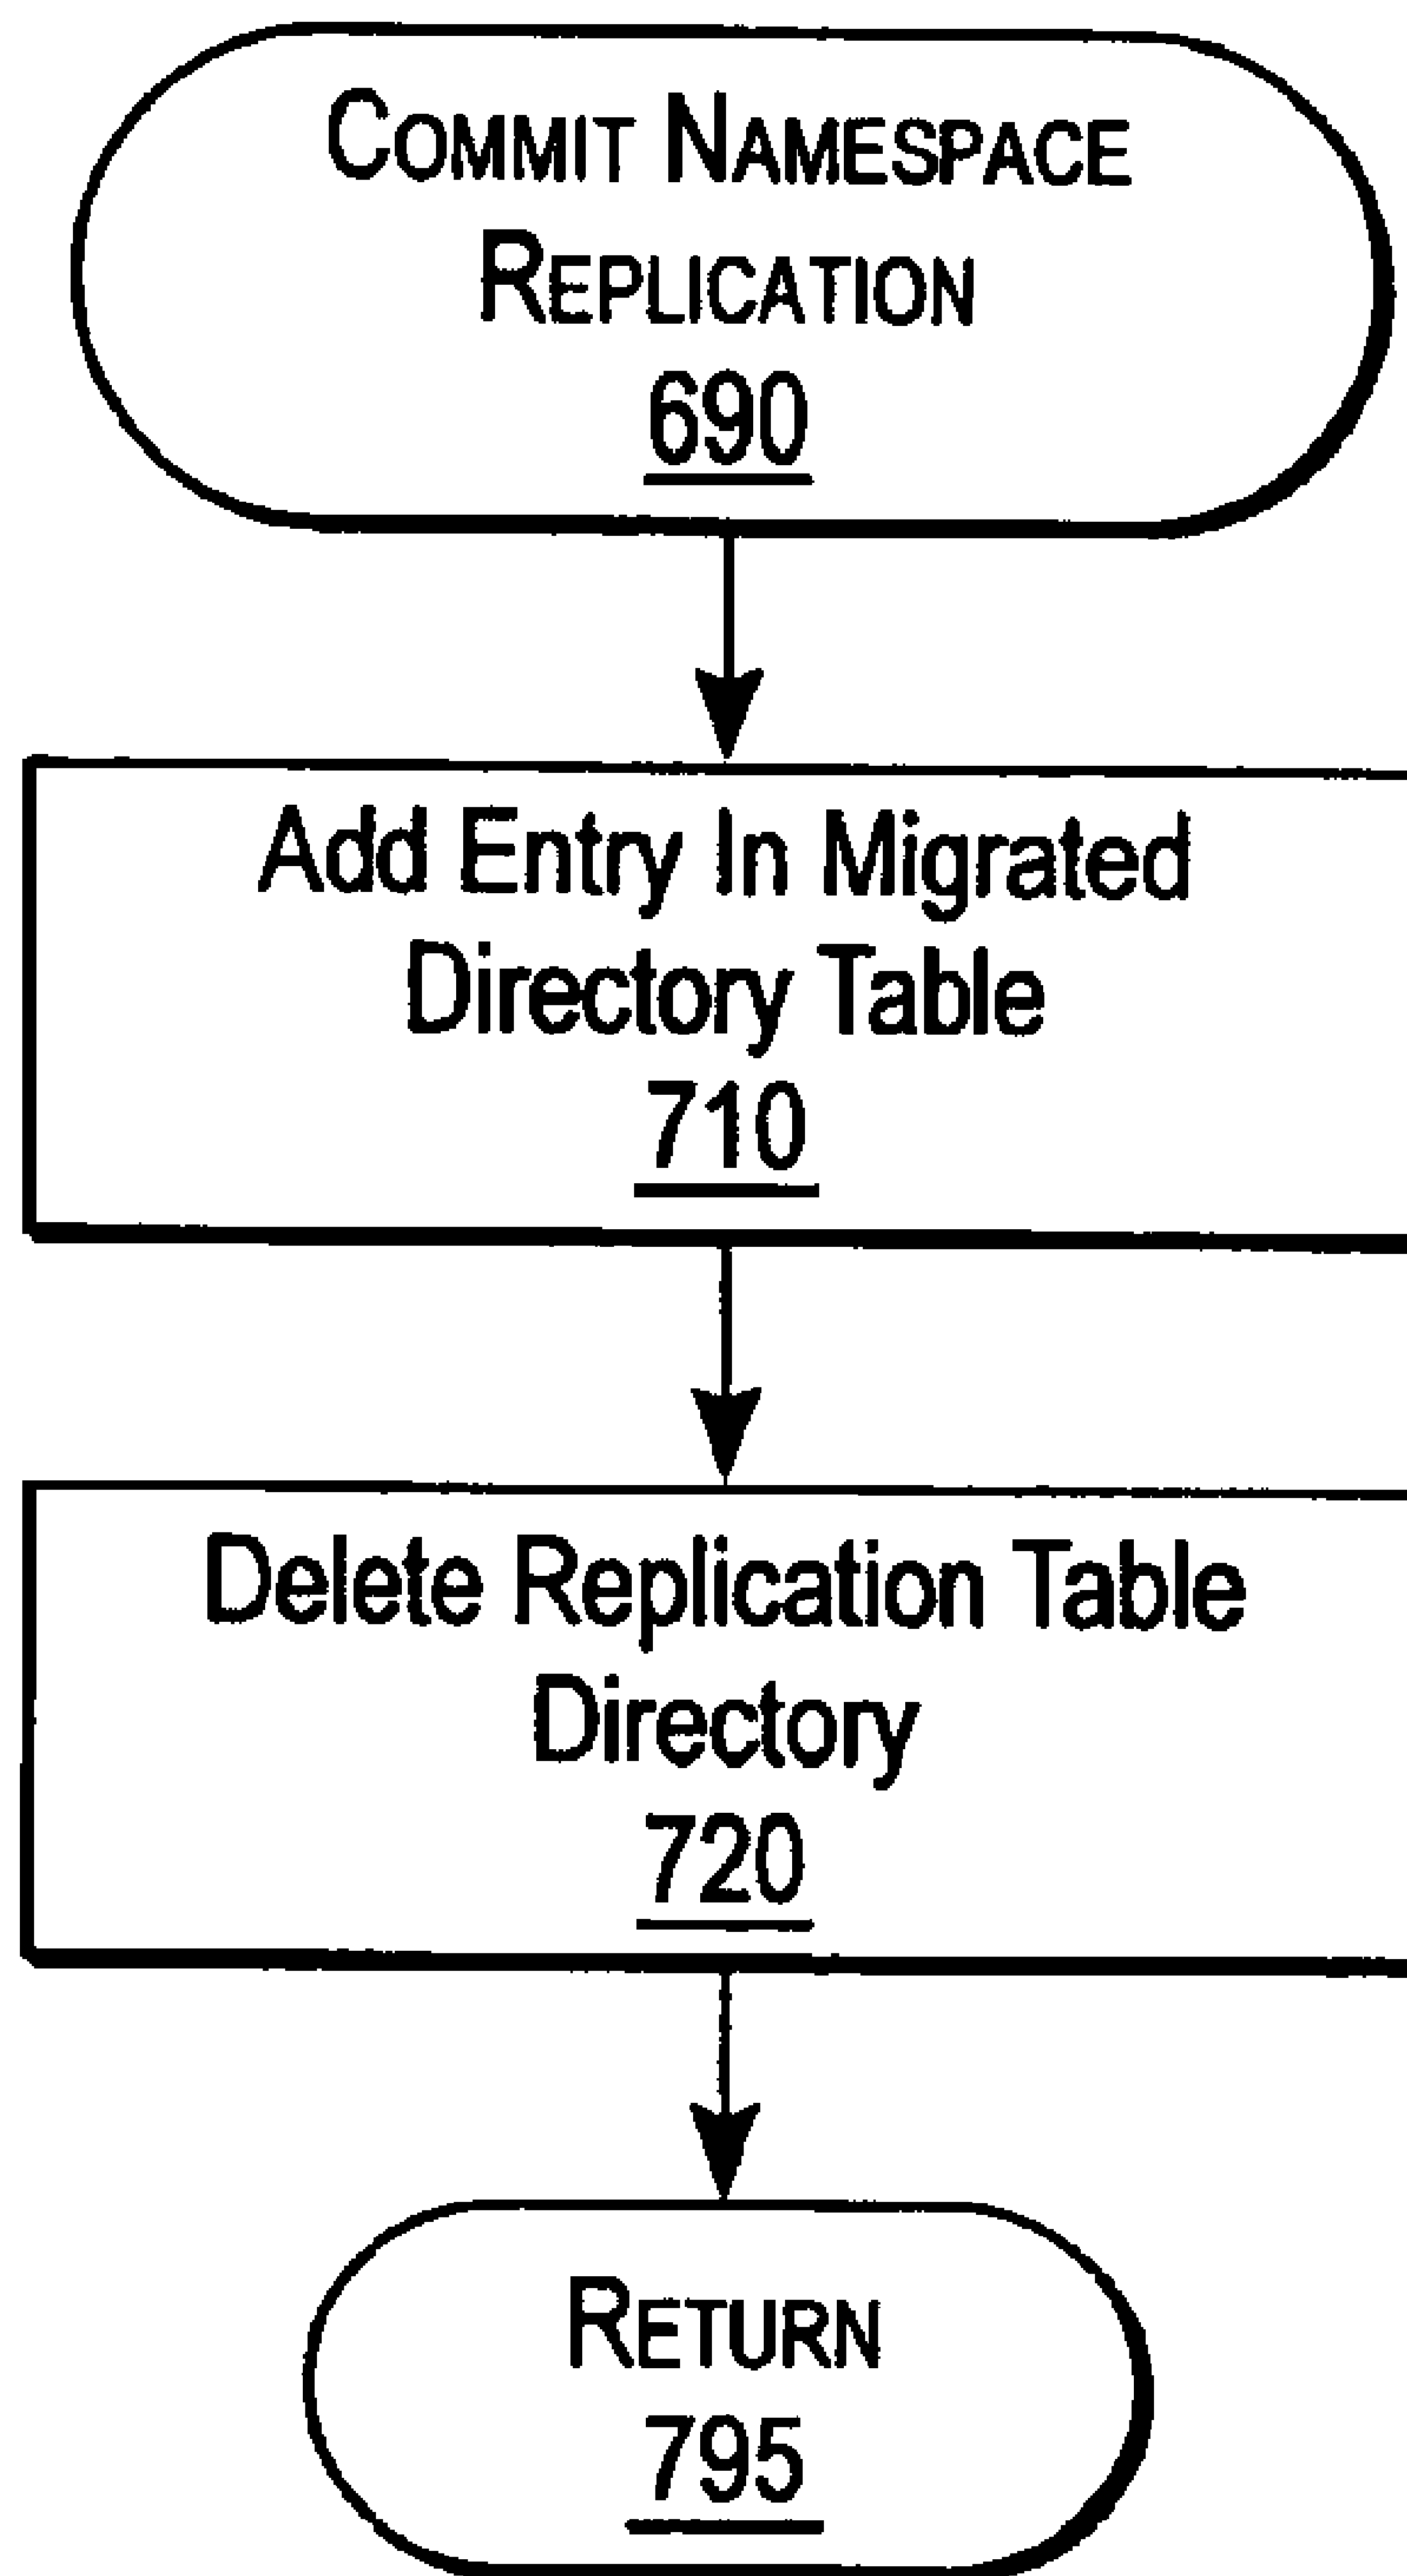 COMMIT NAMESPACE
REPLICATION
690
Add Entry In Migrated
Directory Table
710
Delete Replication Table
Directory
720
RETURN
795